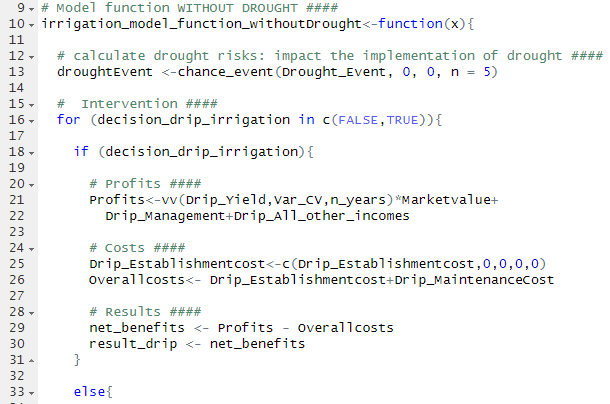 9 # Model function WITHOUT DROUGHT ####
10 irrigation_model_function_withoutDrought<-function(x){
11
12 # calculate drought risks: impact the implementation of drought ####
13 droughtEvent <-chance_event(Drought_Event, 0, 0, n = 5)
14
15 #  Intervention ####
16 for (decision_drip_irrigation in c(FALSE,TRUE)){
17
18 if (decision_drip_irrigation){
19
20 # Profits ####
21 Profits<-vv(Drip_Yield,Var_CV,n_years)*Marketvalue+
22 Drip_Management+Drip_All_other_incomes
23
24 # Costs ####
25 Drip_Establishmentcost<-c(Drip_Establishmentcost,0,0,0,0)
26 Overallcosts<- Drip_Establishmentcost+Drip_MaintenanceCost
27
28 # Results ####
29 net_benefits <- Profits - Overallcosts
30 result_drip <- net_benefits
31 }
32
33 else{